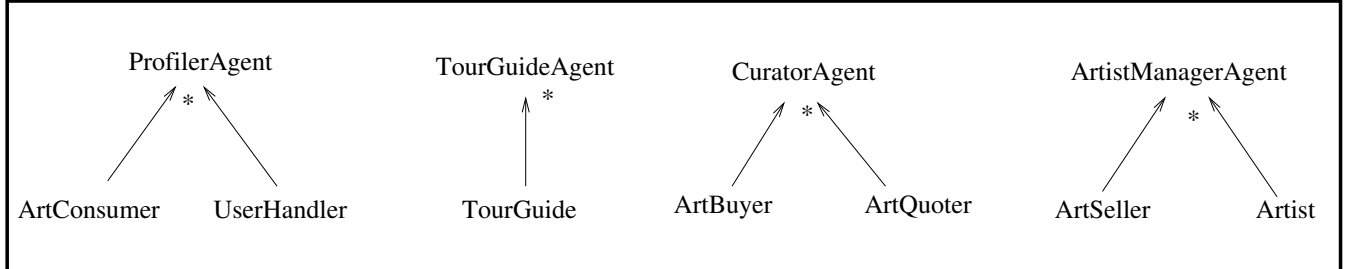 ProfilerAgent TourGuideAgent CuratorAgent ArtistManagerAgent
* * * *
ArtConsumer UserHandler TourGuide ArtBuyer ArtQuoter ArtSeller Artist